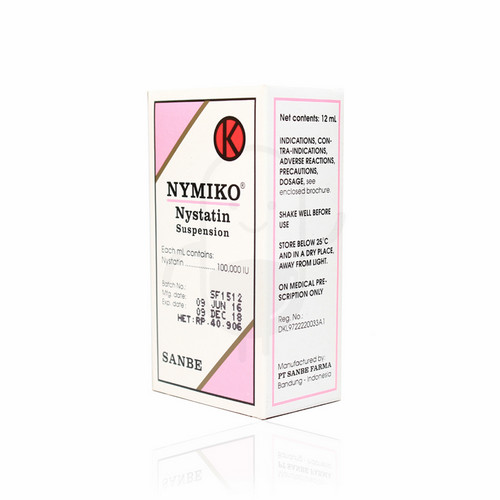 K
NYMIKO®
Nystatin
Suspension
Each mL contains:
Nystatin ........................ 100,000 IU
Batch No.: SF1512
Mfg. date: 09 JUN 16
Exp. date: 09 DEC 18
HET: RP. 40.906
SANBE
Net contents: 12 mL
INDICATIONS, CON-
TRA-INDICATIONS,
ADVERSE REACTIONS,
PRECAUTIONS,
DOSAGE, see
enclosed brochure.
SHAKE WELL BEFORE
USE
STORE BELOW 25°C
AND IN A DRY PLACE,
AWAY FROM LIGHT.
ON MEDICAL PRE-
SCRIPTION ONLY
Reg. No.:
DKL9722220033A1
Manufactured by:
PT SANBE FARMA
Bandung - Indonesia